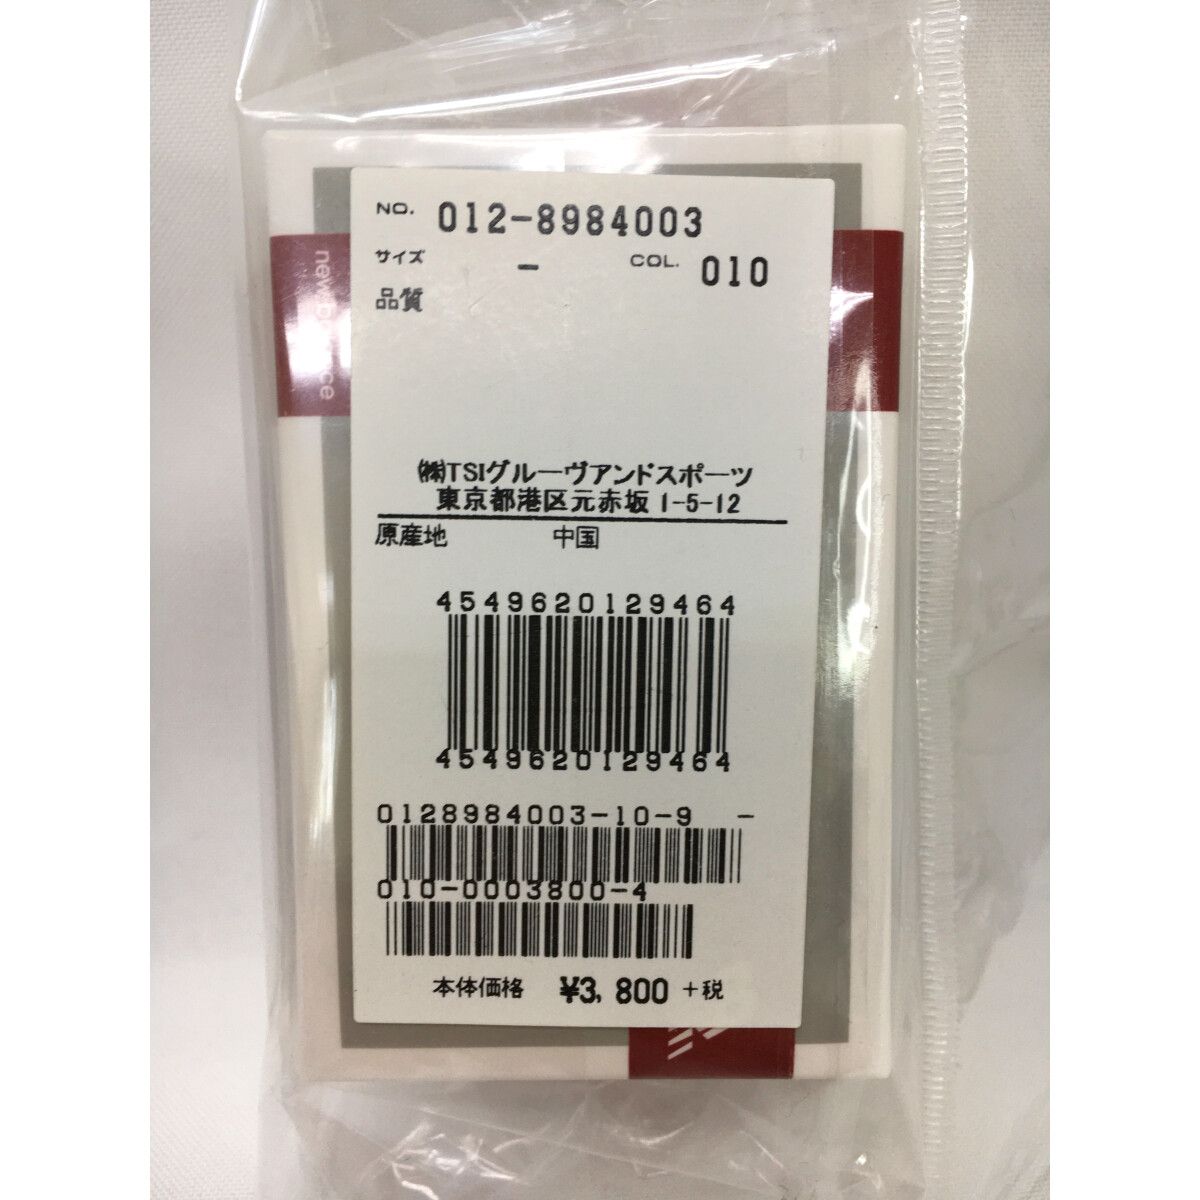 NO. 012-8984003
サイズ - COL. 010
品質
㈱TSIグルーヴアンドスポーツ
東京都港区元赤坂 1-5-12
原産地 中国
4549620129464
4549620129464
0128984003-10-9 -
010-0003800-4
本体価格 ¥3,800 +税